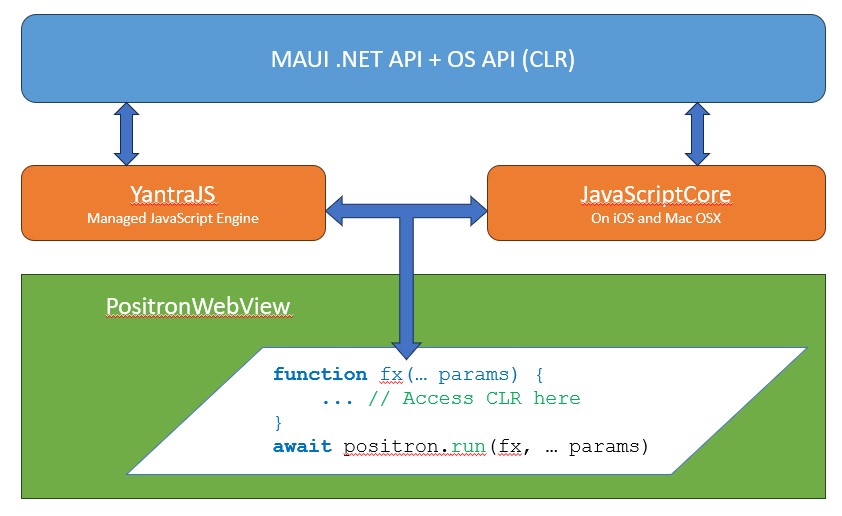 MAUI .NET API + OS API (CLR)
YantraJS
Managed JavaScript Engine
JavaScriptCore
On iOS and Mac OSX
PositronWebView
function fx(… params) {
... // Access CLR here
}
await positron.run(fx, … params)